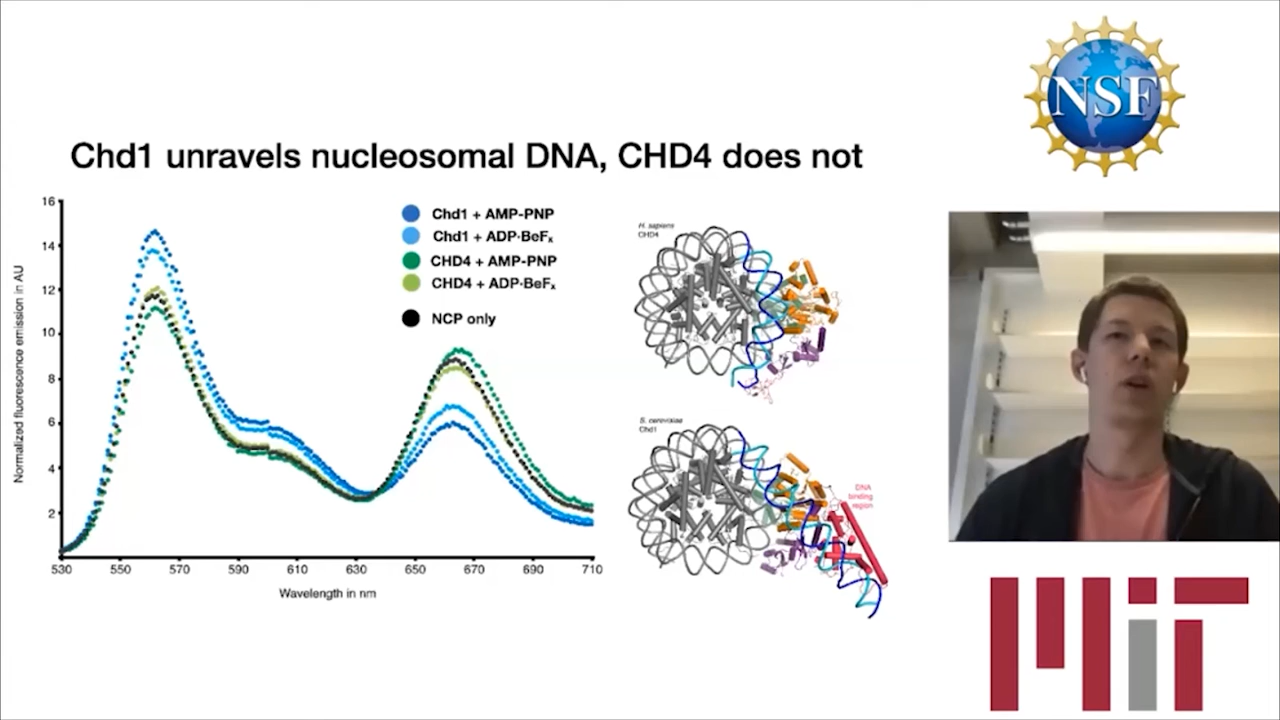 Chd1 unravels nucleosomal DNA, CHD4 does not
16
14
12
10
8
6
4
2
Normalized fluorescence emission in AU
530 550 570 590 610 630 650 670 690 710
Wavelength in nm
Chd1 + AMP-PNP
Chd1 + ADP·BeFₓ
CHD4 + AMP-PNP
CHD4 + ADP·BeFₓ
NCP only
H. sapiens
CHD4
S. cerevisiae
Chd1
DNA
binding
region
NSF
MIT